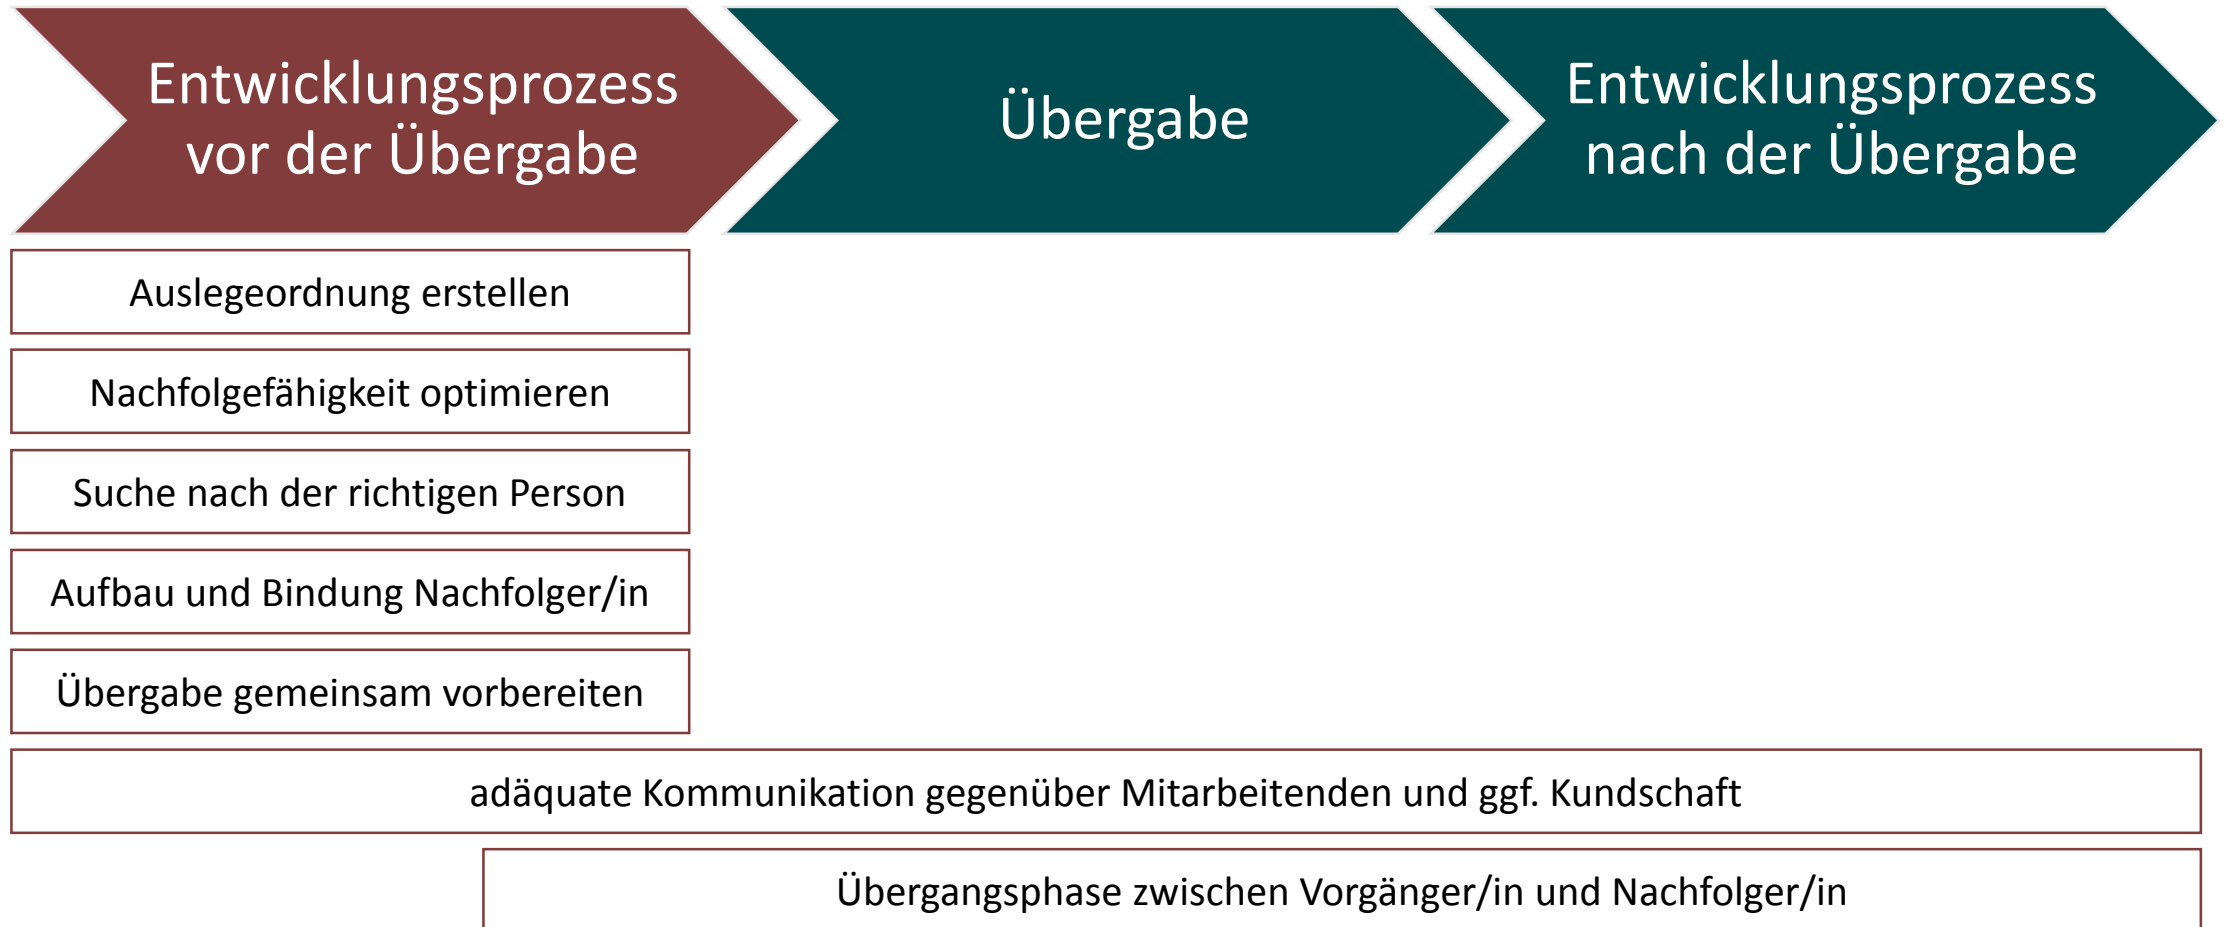 Entwicklungsprozess
vor der Übergabe
Übergabe
Entwicklungsprozess
nach der Übergabe
Auslegeordnung erstellen
Nachfolgefähigkeit optimieren
Suche nach der richtigen Person
Aufbau und Bindung Nachfolger/in
Übergabe gemeinsam vorbereiten
adäquate Kommunikation gegenüber Mitarbeitenden und ggf. Kundschaft
Übergangsphase zwischen Vorgänger/in und Nachfolger/in